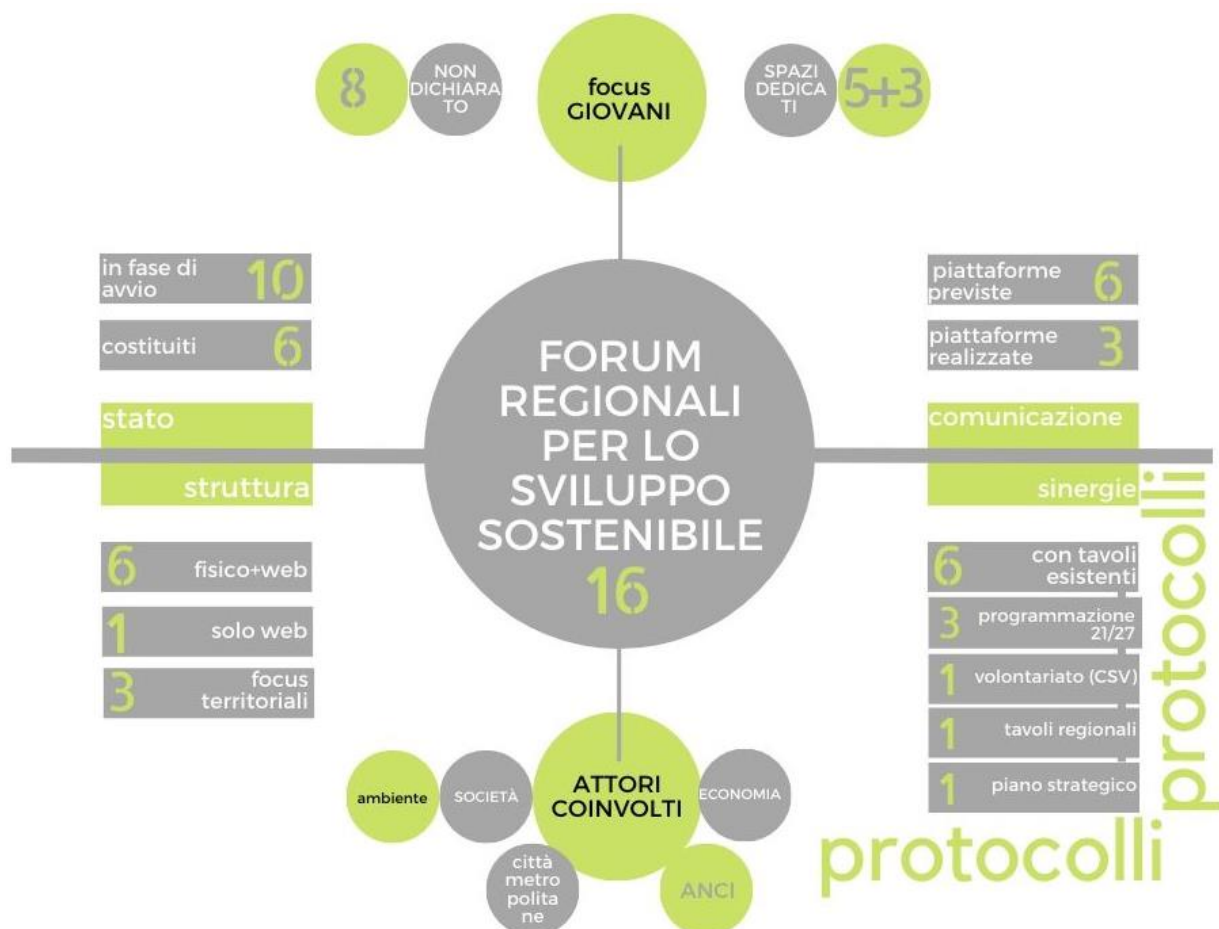 8
NON
DICHIARA
TO
focus
GIOVANI
SPAZI
DEDICA
TI
5+3
in fase di
avvio
10
costituiti
6
stato
struttura
6
fisico+web
1
solo web
3
focus
territoriali
FORUM
REGIONALI
PER LO
SVILUPPO
SOSTENIBILE
16
piattaforme
previste
6
piattaforme
realizzate
3
comunicazione
sinergie
6
con tavoli
esistenti
3
programmazione
21/27
1
volontariato (CSV)
1
tavoli regionali
1
piano strategico
protocolli
protocolli
ambiente
SOCIETÀ
ATTORI
COINVOLTI
ECONOMIA
città
metro
polita
ne
ANCI